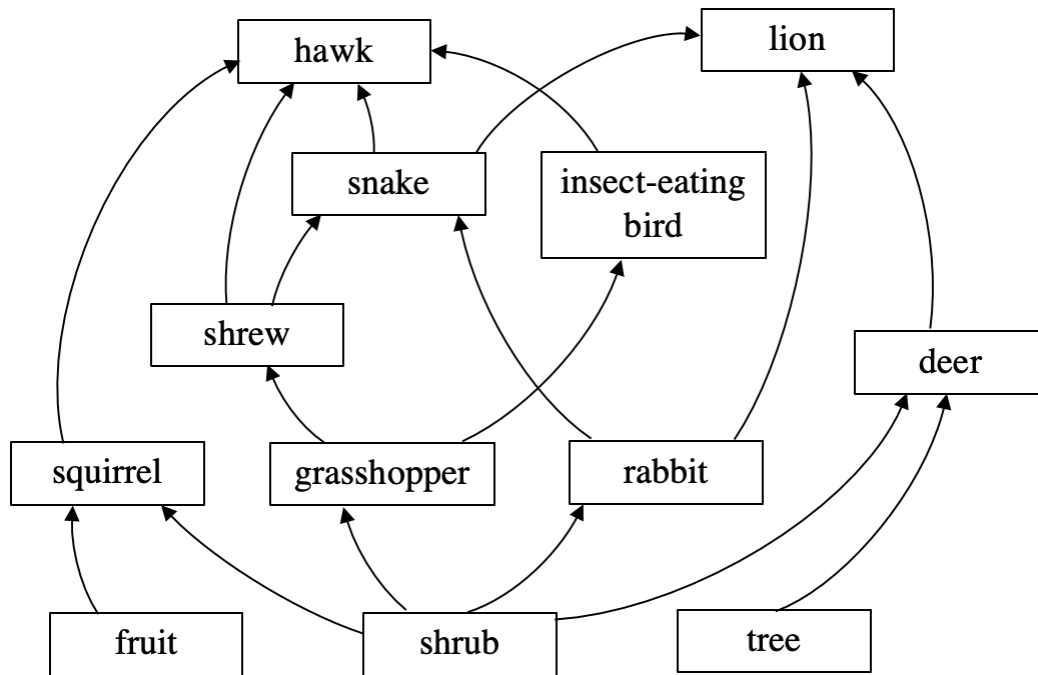 hawk
lion
snake
insect-eating
bird
shrew
deer
squirrel
grasshopper
rabbit
fruit
shrub
tree